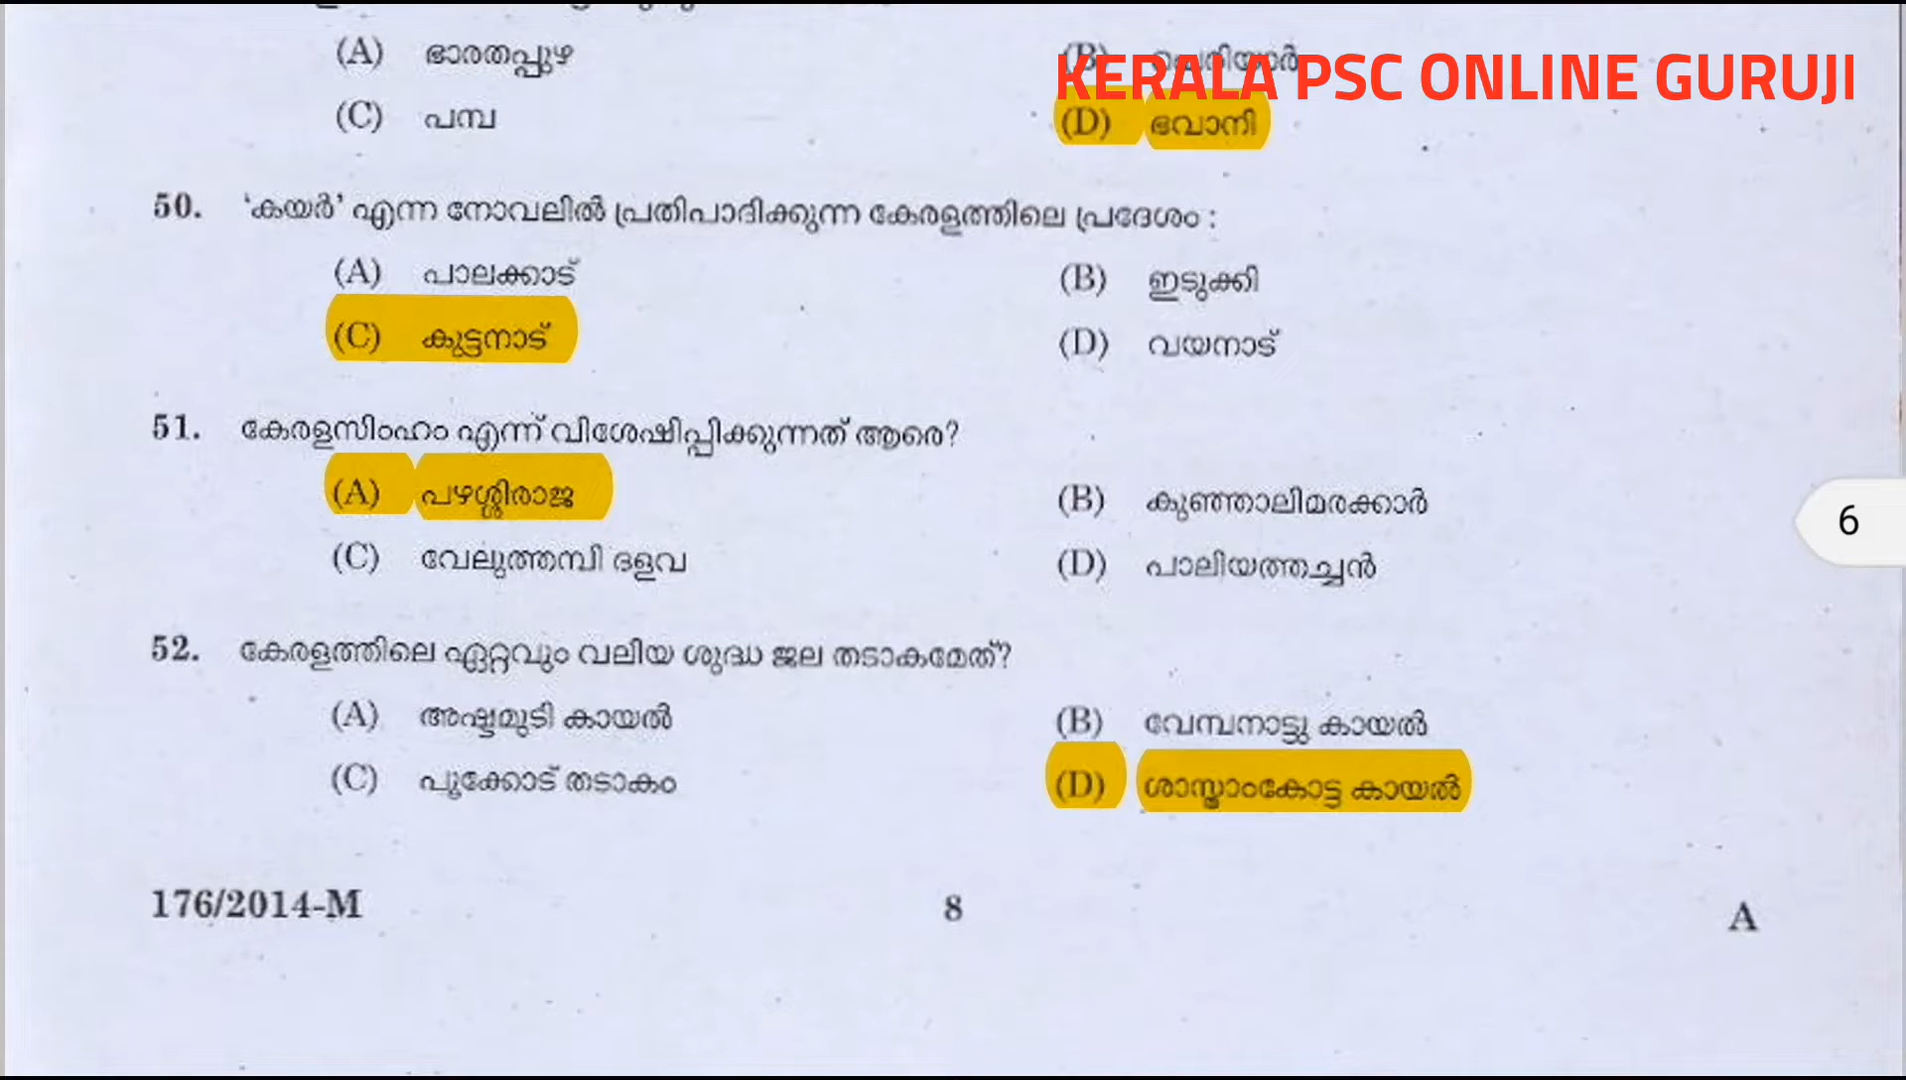 (A) ഭാരതപ്പുഴ (B) പെരിയാർ
KERALA PSC ONLINE GURUJI
(C) പമ്പ (D) ഭവാനി
50. 'കയർ' എന്ന നോവലിൽ പ്രതിപാദിക്കുന്ന കേരളത്തിലെ പ്രദേശം :
(A) പാലക്കാട് (B) ഇടുക്കി
(C) കുട്ടനാട് (D) വയനാട്
51. കേരളസിംഹം എന്ന് വിശേഷിപ്പിക്കുന്നത് ആരെ?
(A) പഴശ്ശിരാജ (B) കുഞ്ഞാലിമരക്കാർ
(C) വേലുത്തമ്പി ദളവ (D) പാലിയത്തച്ചൻ
6
52. കേരളത്തിലെ ഏറ്റവും വലിയ ശുദ്ധ ജല തടാകമേത്?
(A) അഷ്ടമുടി കായൽ (B) വേമ്പനാട്ടു കായൽ
(C) പൂക്കോട് തടാകം (D) ശാസ്താംകോട്ട കായൽ
176/2014-M 8 A